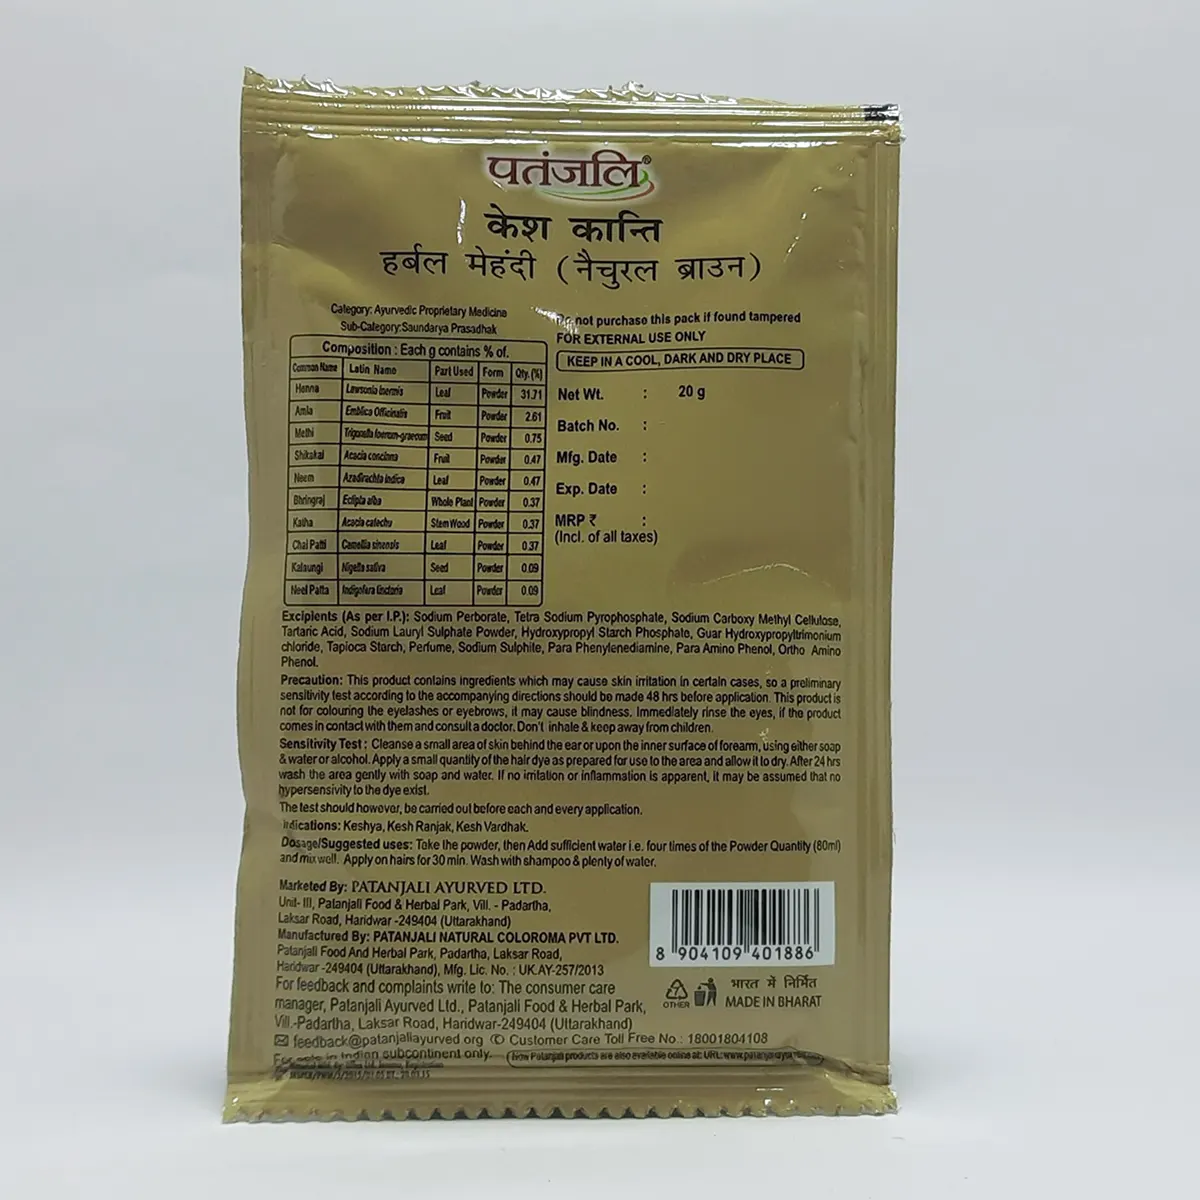 पतंजलि®
केश कान्ति
हर्बल मेहंदी (नैचुरल ब्राउन)
Category: Ayurvedic Proprietary Medicine
Sub-Category:Saundarya Prasadhak
Composition : Each g contains % of.
Common Name Latin Name Part Used Form Qty.(%)
Henna Lawsonia Inermis Leaf Powder 31.71
Amla Emblica Officinalis Fruit Powder 2.61
Methi Trigonella foenum-graecum Seed Powder 0.75
Shikakai Acacia concinna Fruit Powder 0.47
Neem Azadirachta indica Leaf Powder 0.47
Bhringraj Eclipta alba Whole Plant Powder 0.37
Katha Acacia catechu Stem Wood Powder 0.37
Chai Patti Camellia sinensis Leaf Powder 0.37
Kalaungi Nigella sativa Seed Powder 0.09
Neel Patta Indigofera tinctoria Leaf Powder 0.09
Do not purchase this pack if found tampered
FOR EXTERNAL USE ONLY
KEEP IN A COOL, DARK AND DRY PLACE
Net Wt. : 20 g
Batch No. :
Mfg. Date :
Exp. Date :
MRP ₹ :
(Incl. of all taxes)
Excipients (As per I.P.): Sodium Perborate, Tetra Sodium Pyrophosphate, Sodium Carboxy Methyl Cellulose,
Tartaric Acid, Sodium Lauryl Sulphate Powder, Hydroxypropyl Starch Phosphate, Guar Hydroxypropyltrimonium
chloride, Tapioca Starch, Perfume, Sodium Sulphite, Para Phenylenediamine, Para Amino Phenol, Ortho Amino
Phenol.
Precaution: This product contains ingredients which may cause skin irritation in certain cases, so a preliminary
sensitivity test according to the accompanying directions should be made 48 hrs before application. This product is
not for colouring the eyelashes or eyebrows, it may cause blindness. Immediately rinse the eyes, if the product
comes in contact with them and consult a doctor. Don't inhale & keep away from children.
Sensitivity Test : Cleanse a small area of skin behind the ear or upon the inner surface of forearm, using either soap
& water or alcohol. Apply a small quantity of the hair dye as prepared for use to the area and allow it to dry. After 24 hrs
wash the area gently with soap and water. If no irritation or inflammation is apparent, it may be assumed that no
hypersensivity to the dye exist.
The test should however, be carried out before each and every application.
Indications: Keshya, Kesh Ranjak, Kesh Vardhak.
Dosage/Suggested uses: Take the powder, then Add sufficient water i.e. four times of the Powder Quantity (80ml)
and mix well. Apply on hairs for 30 min. Wash with shampoo & plenty of water.
Marketed By: PATANJALI AYURVED LTD.
Unit- III, Patanjali Food & Herbal Park, Vill. - Padartha,
Laksar Road, Haridwar -249404 (Uttarakhand)
Manufactured By: PATANJALI NATURAL COLOROMA PVT LTD.
Patanjali Food And Herbal Park, Padartha, Laksar Road,
Haridwar -249404 (Uttarakhand), Mfg. Lic. No. : UK.AY-257/2013
For feedback and complaints write to: The consumer care
manager, Patanjali Ayurved Ltd., Patanjali Food & Herbal Park,
Vill.-Padartha, Laksar Road, Haridwar-249404 (Uttarakhand)
feedback@patanjaliayurved.org Customer Care Toll Free No.: 18001804108
For sale in Indian subcontinent only.
Now Patanjali products are also available online at: URL:
8 904109 401886
OTHER
भारत में निर्मित
MADE IN BHARAT